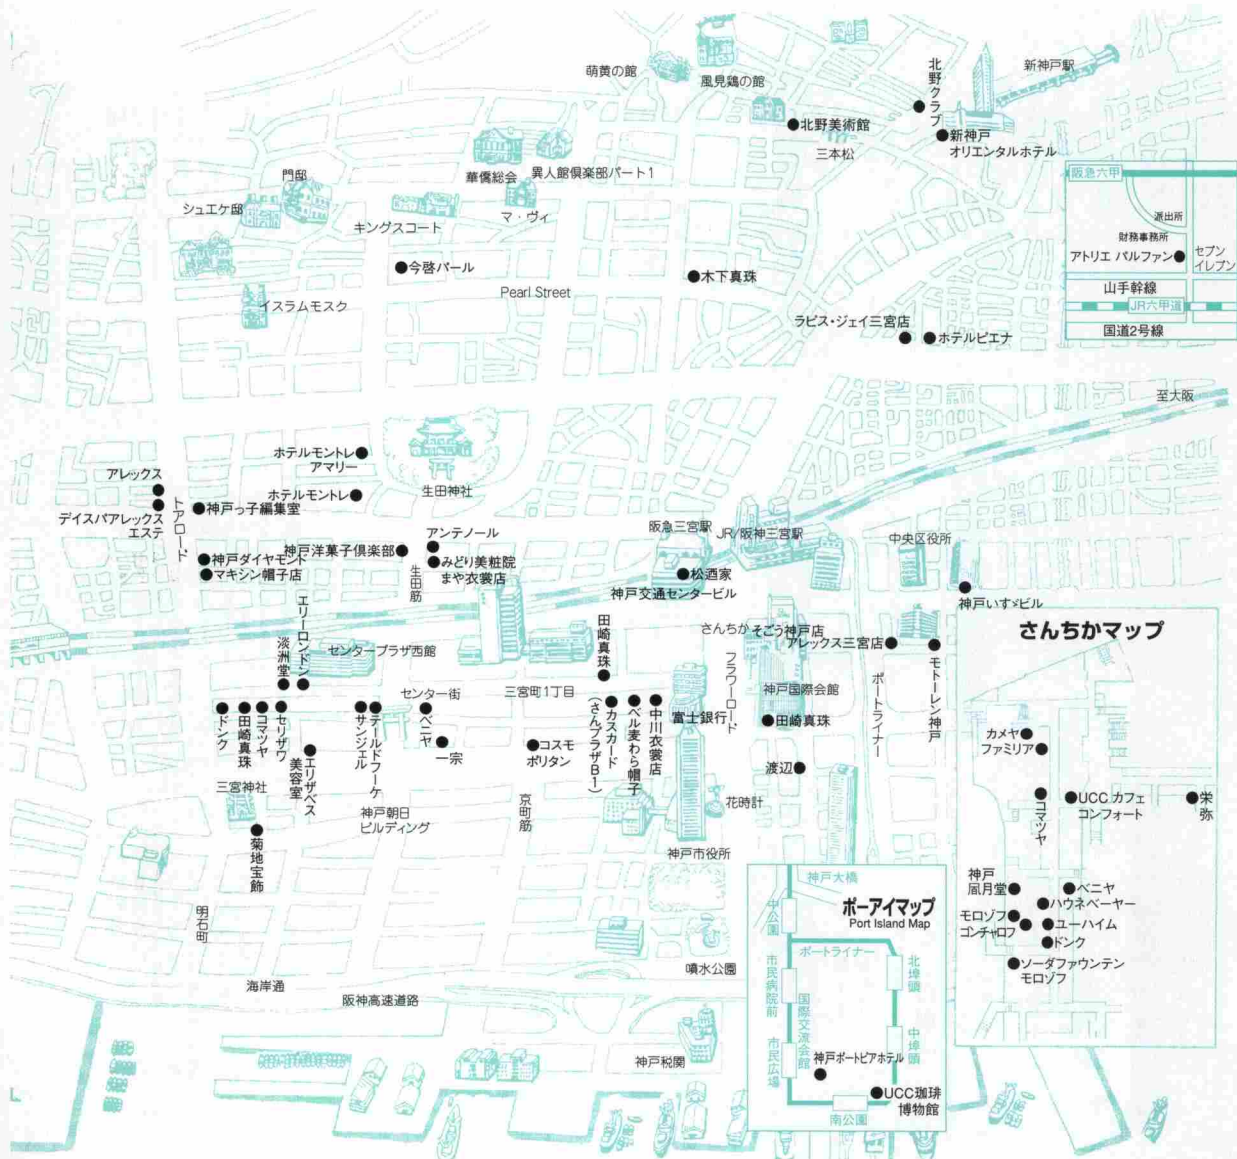 萌黄の館
風見鶏の館
北野クラブ
新神戸駅
北野美術館
三本松
新神戸
オリエンタルホテル
華僑総会
異人館倶楽部パート1
門邸
シュエケ邸
キングスコート
マ・ヴィ
今啓パール
木下真珠
Pearl Street
イスラムモスク
ラピス・ジェイ三宮店
ホテルピエナ
阪急六甲
派出所
財務事務所
アトリエ パルファン
セブン
イレブン
山手幹線
JR六甲道
国道2号線
至大阪
ホテルモントレ
アマリー
ホテルモントレ
生田神社
アレックス
デイスパアレックス
エステ
トアロード
神戸っ子編集室
神戸ダイヤモンド
マキシン帽子店
神戸洋菓子倶楽部
アンテノール
みどり美粧院
まや衣裳店
生田筋
阪急三宮駅
JR/阪神三宮駅
中央区役所
松廼家
神戸交通センタービル
神戸いすゞビル
さんちか
そごう神戸店
アレックス三宮店
フラワーロード
神戸国際会館
ポートライナー
モトーレン神戸
田崎真珠
エリーロンドン
淡洲堂
センタープラザ西館
センター街
三宮町1丁目
田崎真珠
ドンク
田崎真珠
コマツヤ
セリザワ
エリザベス
美容室
サンジェル
テールドフーケ
ベニヤ
一宗
コスモ
ポリタン
カスカード
(さんプラザB1)
ベル麦わら帽子
中川衣裳店
富士銀行
渡辺
花時計
三宮神社
菊地宝飾
神戸朝日
ビルディング
京町筋
神戸市役所
明石町
海岸通
阪神高速道路
噴水公園
神戸税関
さんちかマップ
カメヤ
ファミリア
コマツヤ
UCC カフェ
コンフォート
栄弥
神戸
凮月堂
ベニヤ
ハウネベーヤー
モロゾフ
ゴンチャロフ
ユーハイム
ドンク
ソーダファウンテン
モロゾフ
神戸大橋
ポーアイマップ
Port Island Map
中公園
ポートライナー
市民病院前
国際交流会館
北埠頭
中埠頭
市民広場
神戸ポートピアホテル
UCC珈琲
博物館
南公園